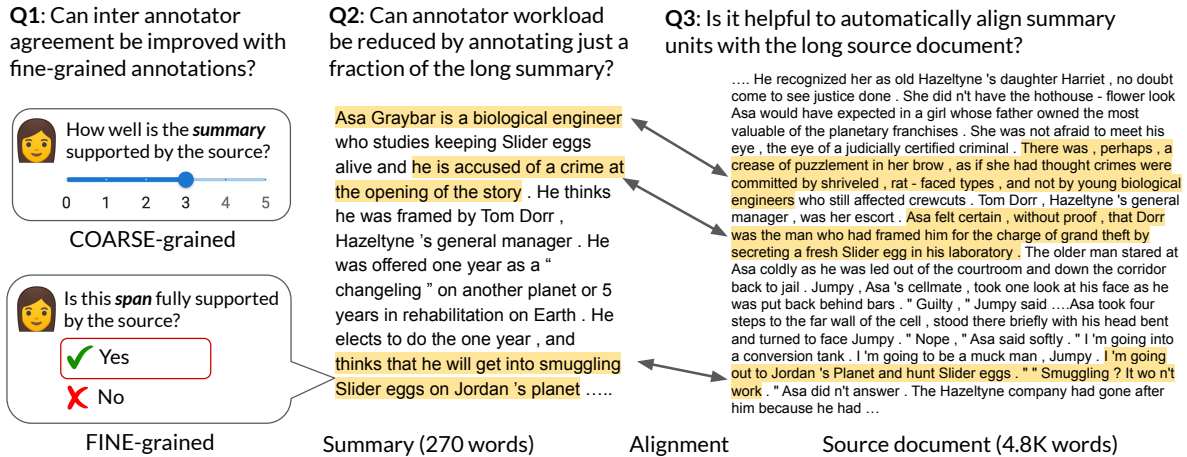 Q1: Can inter annotator
agreement be improved with
fine-grained annotations?
How well is the summary
supported by the source?
0 1 2 3 4 5
COARSE-grained
Is this span fully supported
by the source?
Yes
No
FINE-grained
Q2: Can annotator workload
be reduced by annotating just a
fraction of the long summary?
Asa Graybar is a biological engineer
who studies keeping Slider eggs
alive and he is accused of a crime at
the opening of the story . He thinks
he was framed by Tom Dorr ,
Hazeltyne 's general manager . He
was offered one year as a “
changeling ” on another planet or 5
years in rehabilitation on Earth . He
elects to do the one year , and
thinks that he will get into smuggling
Slider eggs on Jordan 's planet .....
Summary (270 words)
Alignment
Q3: Is it helpful to automatically align summary
units with the long source document?
.... He recognized her as old Hazeltyne 's daughter Harriet , no doubt
come to see justice done . She did n't have the hothouse - flower look
Asa would have expected in a girl whose father owned the most
valuable of the planetary franchises . She was not afraid to meet his
eye , the eye of a judicially certified criminal . There was , perhaps , a
crease of puzzlement in her brow , as if she had thought crimes were
committed by shriveled , rat - faced types , and not by young biological
engineers who still affected crewcuts . Tom Dorr , Hazeltyne's general
manager , was her escort . Asa felt certain , without proof , that Dorr
was the man who had framed him for the charge of grand theft by
secreting a fresh Slider egg in his laboratory . The older man stared at
Asa coldly as he was led out of the courtroom and down the corridor
back to jail . Jumpy , Asa 's cellmate , took one look at his face as he
was put back behind bars . " Guilty , " Jumpy said ….Asa took four
steps to the far wall of the cell , stood there briefly with his head bent
and turned to face Jumpy . " Nope , " Asa said softly . " I 'm going into
a conversion tank . I 'm going to be a muck man , Jumpy . I 'm going
out to Jordan 's Planet and hunt Slider eggs . " " Smuggling ? It wo n't
work . " Asa did n't answer . The Hazeltyne company had gone after
him because he had …
Source document (4.8K words)